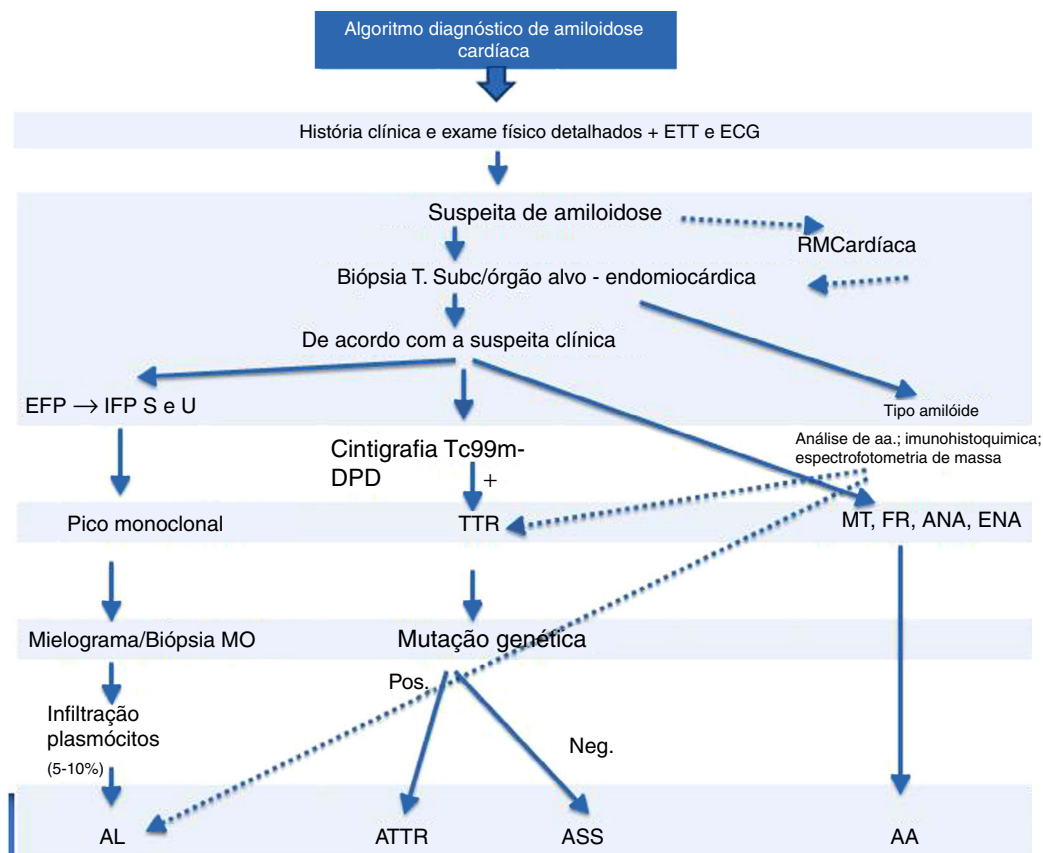 Algoritmo diagnóstico de amiloidose
cardíaca
História clínica e exame físico detalhados + ETT e ECG
Suspeita de amiloidose
RMCardíaca
Biópsia T. Subc/órgão alvo - endomiocárdica
De acordo com a suspeita clínica
EFP → IFP S e U
Tipo amilóide
Análise de aa.; imunohistoquimica;
espectrofotometria de massa
Cintigrafia Tc99m-
DPD
+
Pico monoclonal
TTR
MT, FR, ANA, ENA
Mielograma/Biópsia MO
Mutação genética
Pos.
Neg.
Infiltração
plasmócitos
(5-10%)
AL
ATTR
ASS
AA